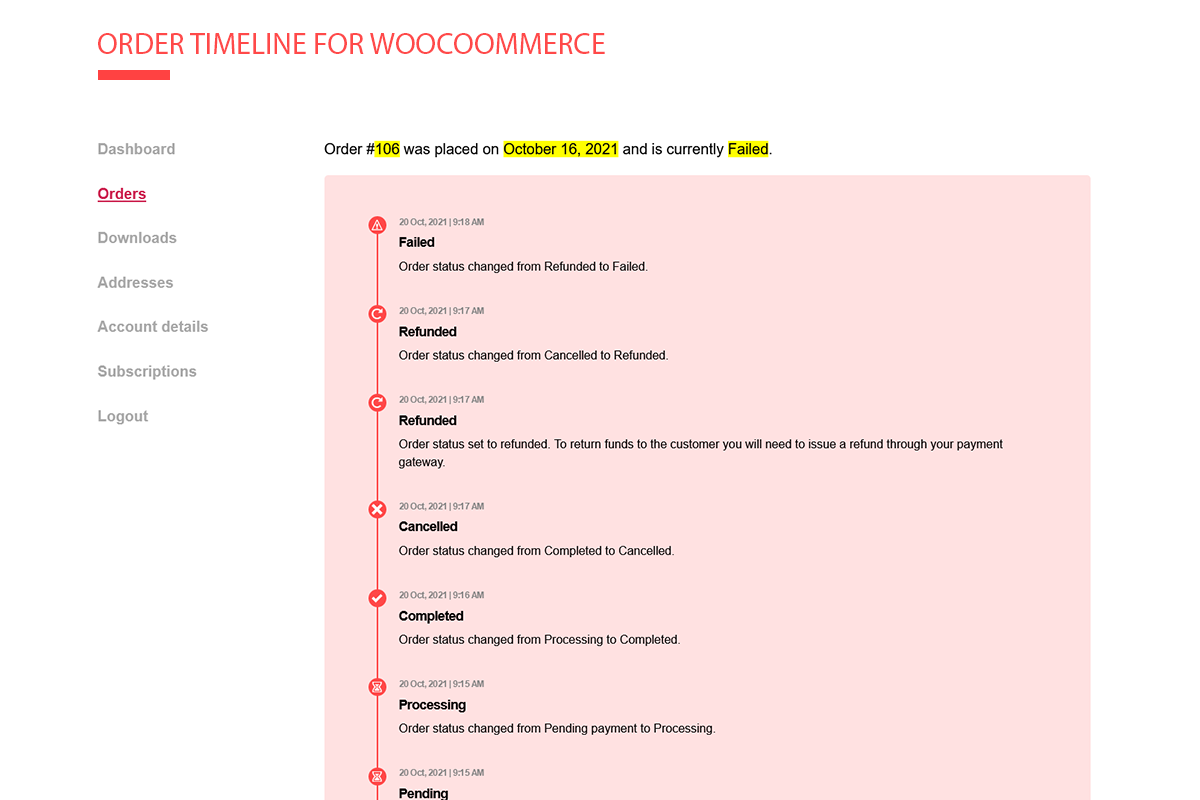 ORDER TIMELINE FOR WOOCOOMMERCE
Dashboard
Orders
Downloads
Addresses
Account details
Subscriptions
Logout
Order #106 was placed on October 16, 2021 and is currently Failed.
20 Oct, 2021 | 9:18 AM
Failed
Order status changed from Refunded to Failed.
20 Oct, 2021 | 9:17 AM
Refunded
Order status changed from Cancelled to Refunded.
20 Oct, 2021 | 9:17 AM
Refunded
Order status set to refunded. To return funds to the customer you will need to issue a refund through your payment
gateway.
20 Oct, 2021 | 9:17 AM
Cancelled
Order status changed from Completed to Cancelled.
20 Oct, 2021 | 9:16 AM
Completed
Order status changed from Processing to Completed.
20 Oct, 2021 | 9:15 AM
Processing
Order status changed from Pending payment to Processing.
20 Oct, 2021 | 9:15 AM
Pending